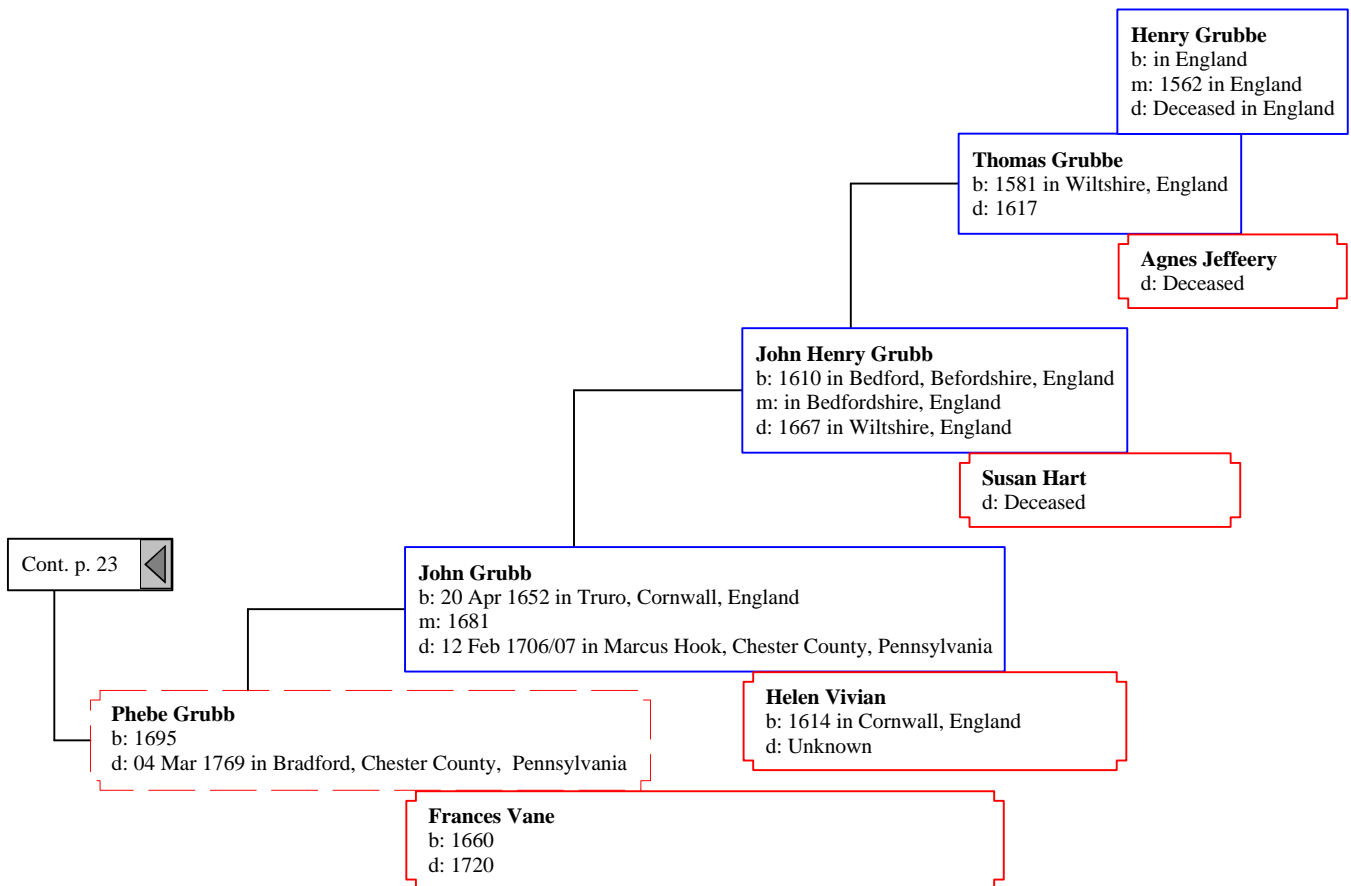 Henry Grubbe
b: in England
m: 1562 in England
d: Deceased in England
Thomas Grubbe
b: 1581 in Wiltshire, England
d: 1617
Agnes Jeffeery
d: Deceased
John Henry Grubb
b: 1610 in Bedford, Befordshire, England
m: in Bedfordshire, England
d: 1667 in Wiltshire, England
Susan Hart
d: Deceased
Cont. p. 23
John Grubb
b: 20 Apr 1652 in Truro, Cornwall, England
m: 1681
d: 12 Feb 1706/07 in Marcus Hook, Chester County, Pennsylvania
Helen Vivian
b: 1614 in Cornwall, England
d: Unknown
Phebe Grubb
b: 1695
d: 04 Mar 1769 in Bradford, Chester County, Pennsylvania
Frances Vane
b: 1660
d: 1720